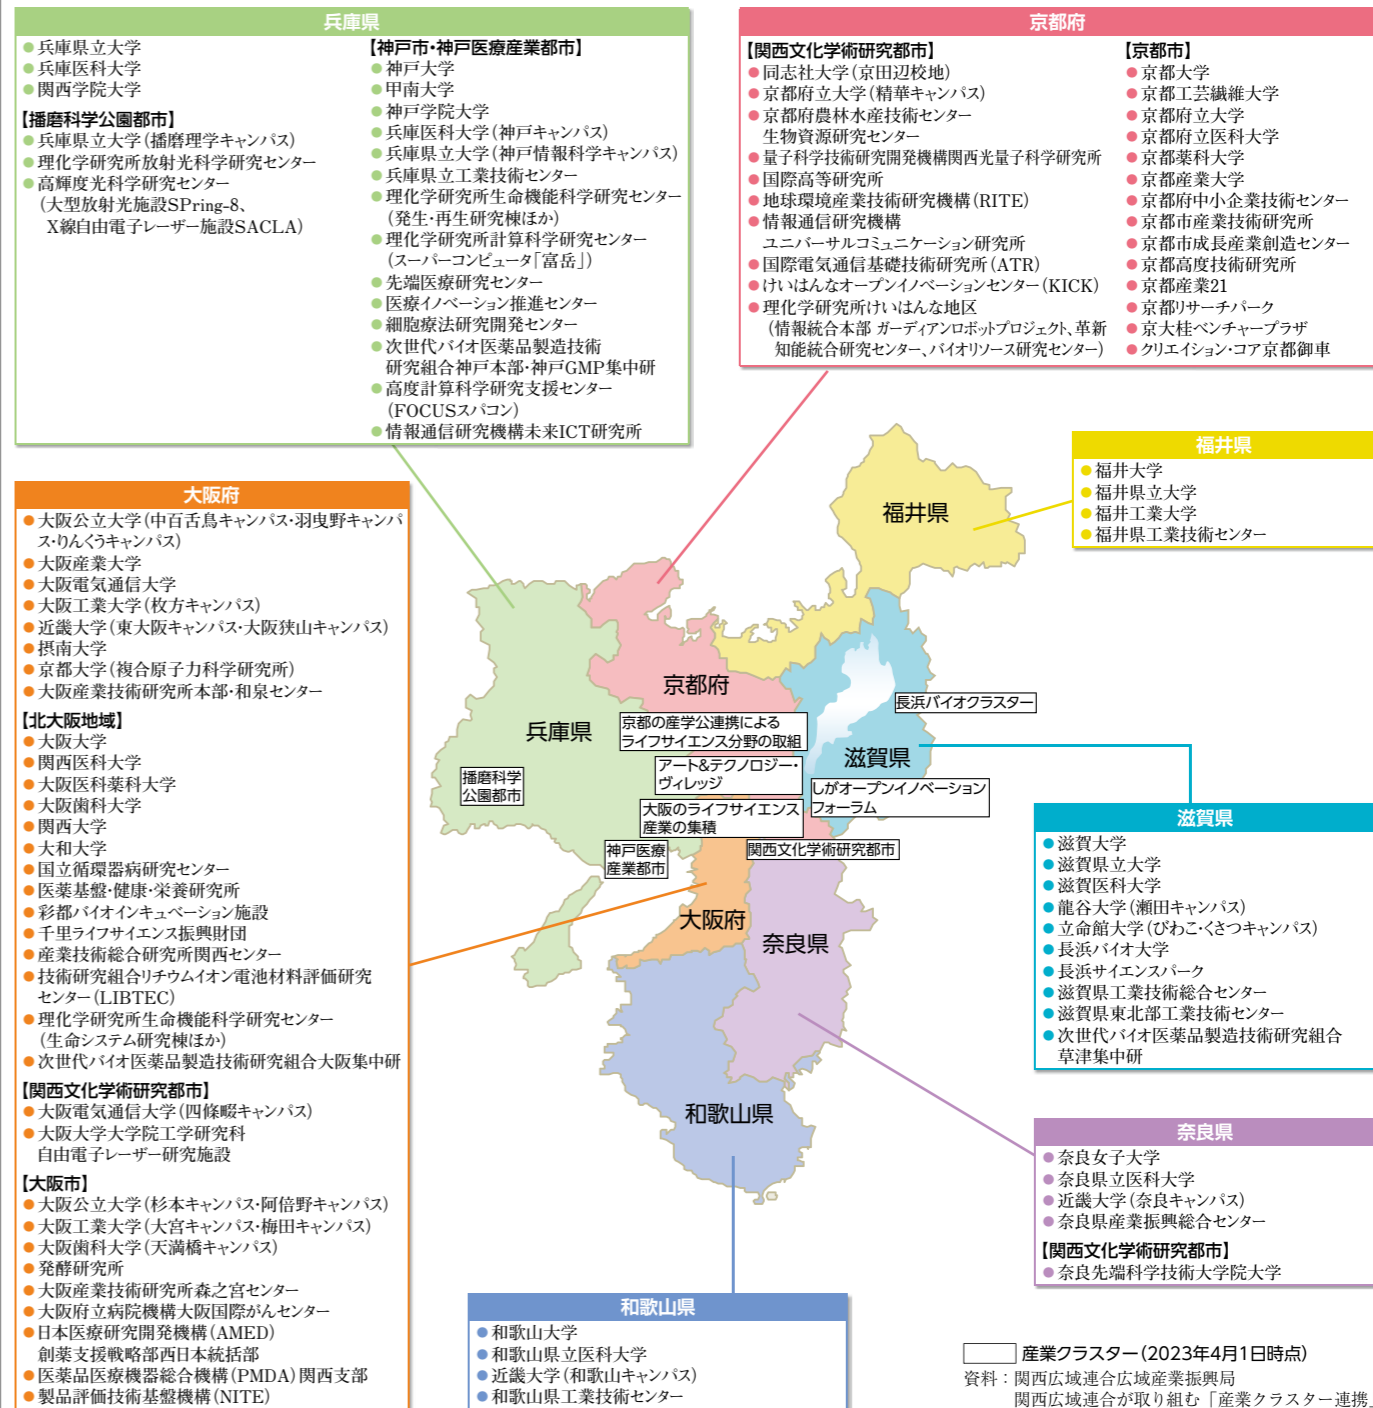 兵庫県
●兵庫県立大学
●兵庫医科大学
●関西学院大学
【播磨科学公園都市】
●兵庫県立大学(播磨理学キャンパス)
●理化学研究所放射光科学研究センター
●高輝度光科学研究センター
(大型放射光施設SPring-8、
X線自由電子レーザー施設SACLA)
【神戸市・神戸医療産業都市】
●神戸大学
●甲南大学
●神戸学院大学
●兵庫医科大学(神戸キャンパス)
●兵庫県立大学(神戸情報科学キャンパス)
●兵庫県立工業技術センター
●理化学研究所生命機能科学研究センター
(発生・再生研究棟ほか)
●理化学研究所計算科学研究センター
(スーパーコンピュータ「富岳」)
●先端医療研究センター
●医療イノベーション推進センター
●細胞療法研究開発センター
●次世代バイオ医薬品製造技術
研究組合神戸本部・神戸GMP集中研
●高度計算科学研究支援センター
(FOCUSスパコン)
●情報通信研究機構未来ICT研究所
京都府
【関西文化学術研究都市】
●同志社大学(京田辺校地)
●京都府立大学(精華キャンパス)
●京都府農林水産技術センター
生物資源研究センター
●量子科学技術研究開発機構関西光量子科学研究所
●国際高等研究所
●地球環境産業技術研究機構(RITE)
●情報通信研究機構
ユニバーサルコミュニケーション研究所
●国際電気通信基礎技術研究所(ATR)
●けいはんなオープンイノベーションセンター(KICK)
●理化学研究所けいはんな地区
(情報統合本部 ガーディアンロボットプロジェクト、革新
知能統合研究センター、バイオリソース研究センター)
【京都市】
●京都大学
●京都工芸繊維大学
●京都府立大学
●京都府立医科大学
●京都薬科大学
●京都産業大学
●京都府中小企業技術センター
●京都市産業技術研究所
●京都市成長産業創造センター
●京都高度技術研究所
●京都産業21
●京都リサーチパーク
●京大桂ベンチャープラザ
●クリエイション・コア京都御車
福井県
●福井大学
●福井県立大学
●福井工業大学
●福井県工業技術センター
大阪府
●大阪公立大学(中百舌鳥キャンパス・羽曳野キャンパ
ス・りんくうキャンパス)
●大阪産業大学
●大阪電気通信大学
●大阪工業大学(枚方キャンパス)
●近畿大学(東大阪キャンパス・大阪狭山キャンパス)
●摂南大学
●京都大学(複合原子力科学研究所)
●大阪産業技術研究所本部・和泉センター
【北大阪地域】
●大阪大学
●関西医科大学
●大阪医科薬科大学
●大阪歯科大学
●関西大学
●大和大学
●国立循環器病研究センター
●医薬基盤・健康・栄養研究所
●彩都バイオインキュベーション施設
●千里ライフサイエンス振興財団
●産業技術総合研究所関西センター
●技術研究組合リチウムイオン電池材料評価研究
センター(LIBTEC)
●理化学研究所生命機能科学研究センター
(生命システム研究棟ほか)
●次世代バイオ医薬品製造技術研究組合大阪集中研
【関西文化学術研究都市】
●大阪電気通信大学(四條畷キャンパス)
●大阪大学大学院工学研究科
自由電子レーザー研究施設
【大阪市】
●大阪公立大学(杉本キャンパス・阿倍野キャンパス)
●大阪工業大学(大宮キャンパス・梅田キャンパス)
●大阪歯科大学(天満橋キャンパス)
●発酵研究所
●大阪産業技術研究所森之宮センター
●大阪府立病院機構大阪国際がんセンター
●日本医療研究開発機構(AMED)
創薬支援戦略部西日本統括部
●医薬品医療機器総合機構(PMDA)関西支部
●製品評価技術基盤機構(NITE)
福井県
京都府
兵庫県
滋賀県
大阪府
奈良県
和歌山県
長浜バイオクラスター
京都の産学公連携による
ライフサイエンス分野の取組
アート&テクノロジー・
ヴィレッジ
しがオープンイノベーション
フォーラム
播磨科学
公園都市
大阪のライフサイエンス
産業の集積
神戸医療
産業都市
関西文化学術研究都市
滋賀県
●滋賀大学
●滋賀県立大学
●滋賀医科大学
●龍谷大学(瀬田キャンパス)
●立命館大学(びわこ・くさつキャンパス)
●長浜バイオ大学
●長浜サイエンスパーク
●滋賀県工業技術総合センター
●滋賀県東北部工業技術センター
●次世代バイオ医薬品製造技術研究組合
草津集中研
奈良県
●奈良女子大学
●奈良県立医科大学
●近畿大学(奈良キャンパス)
●奈良県産業振興総合センター
【関西文化学術研究都市】
●奈良先端科学技術大学院大学
和歌山県
●和歌山大学
●和歌山県立医科大学
●近畿大学(和歌山キャンパス)
●和歌山県工業技術センター
産業クラスター(2023年4月1日時点)
資料：関西広域連合広域産業振興局
関西広域連合が取り組む「産業クラスター連携」